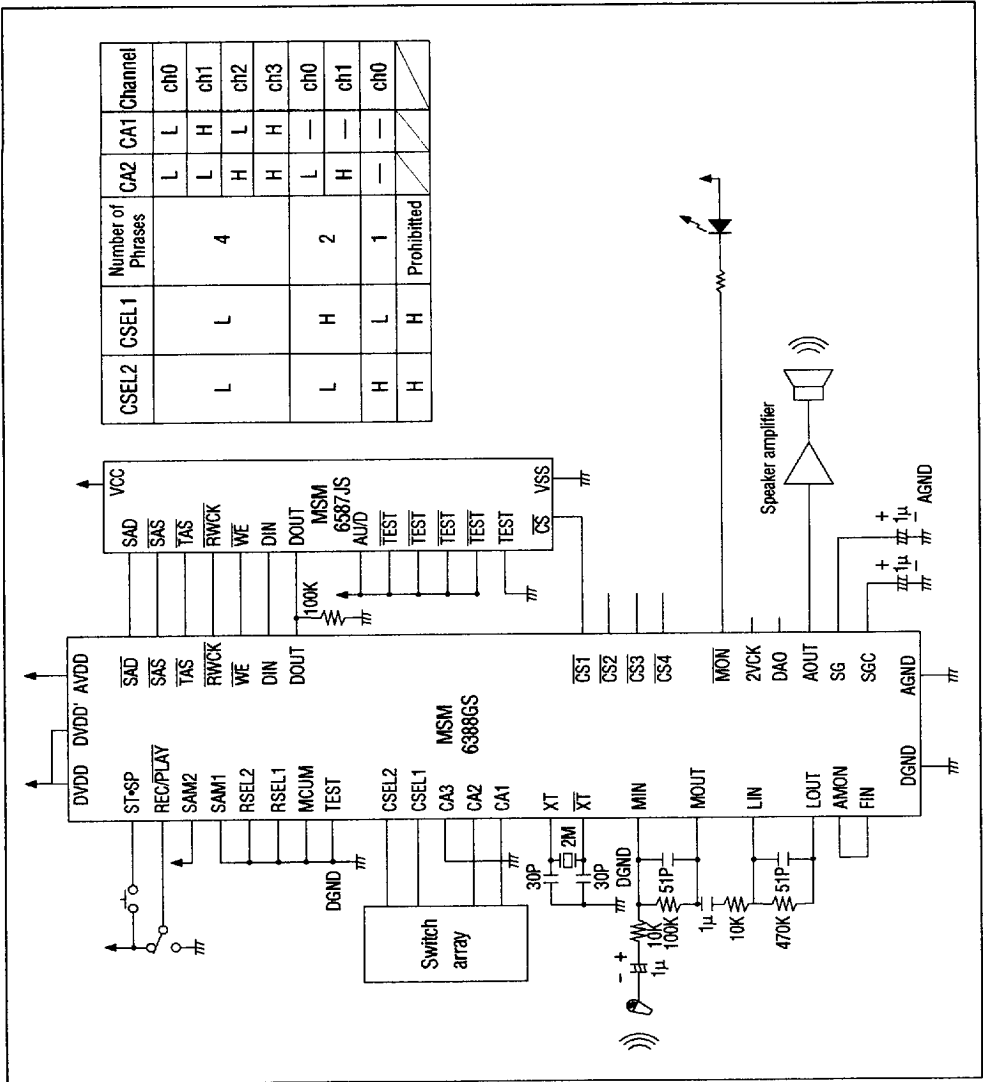 CSEL2 CSEL1 Number of Phrases CA2 CA1 Channel
L L 4 L L ch0
L H ch1
H L ch2
H H ch3
L H 2 L — ch0
H — ch1
H L 1 — — ch0
H H Prohibitted
DVDD DVDD' AVDD
ST•SP
REC/PLAY
SAM2
SAM1
RSEL2
RSEL1
MCUM
TEST
DGND
CSEL2
CSEL1
CA3
CA2
CA1
Switch
array
XT
XT
30P
2M
30P
DGND
MIN
MOUT
LIN
LOUT
AMON
FIN
- +
1μ
10K
100K
51P
1μ
10K
470K
51P
MSM
6388GS
SAD
SAS
TAS
RWCK
WE
DIN
DOUT
CS1
CS2
CS3
CS4
MON
2VCK
DAO
AOUT
SG
SGC
DGND AGND
100K
VCC
SAD
SAS
TAS
RWCK
WE
DIN
DOUT
MSM
6587JS
AU/D
TEST
TEST
TEST
TEST
TEST
CS
VSS
Speaker amplifier
+
1μ
-
+
1μ
-
AGND